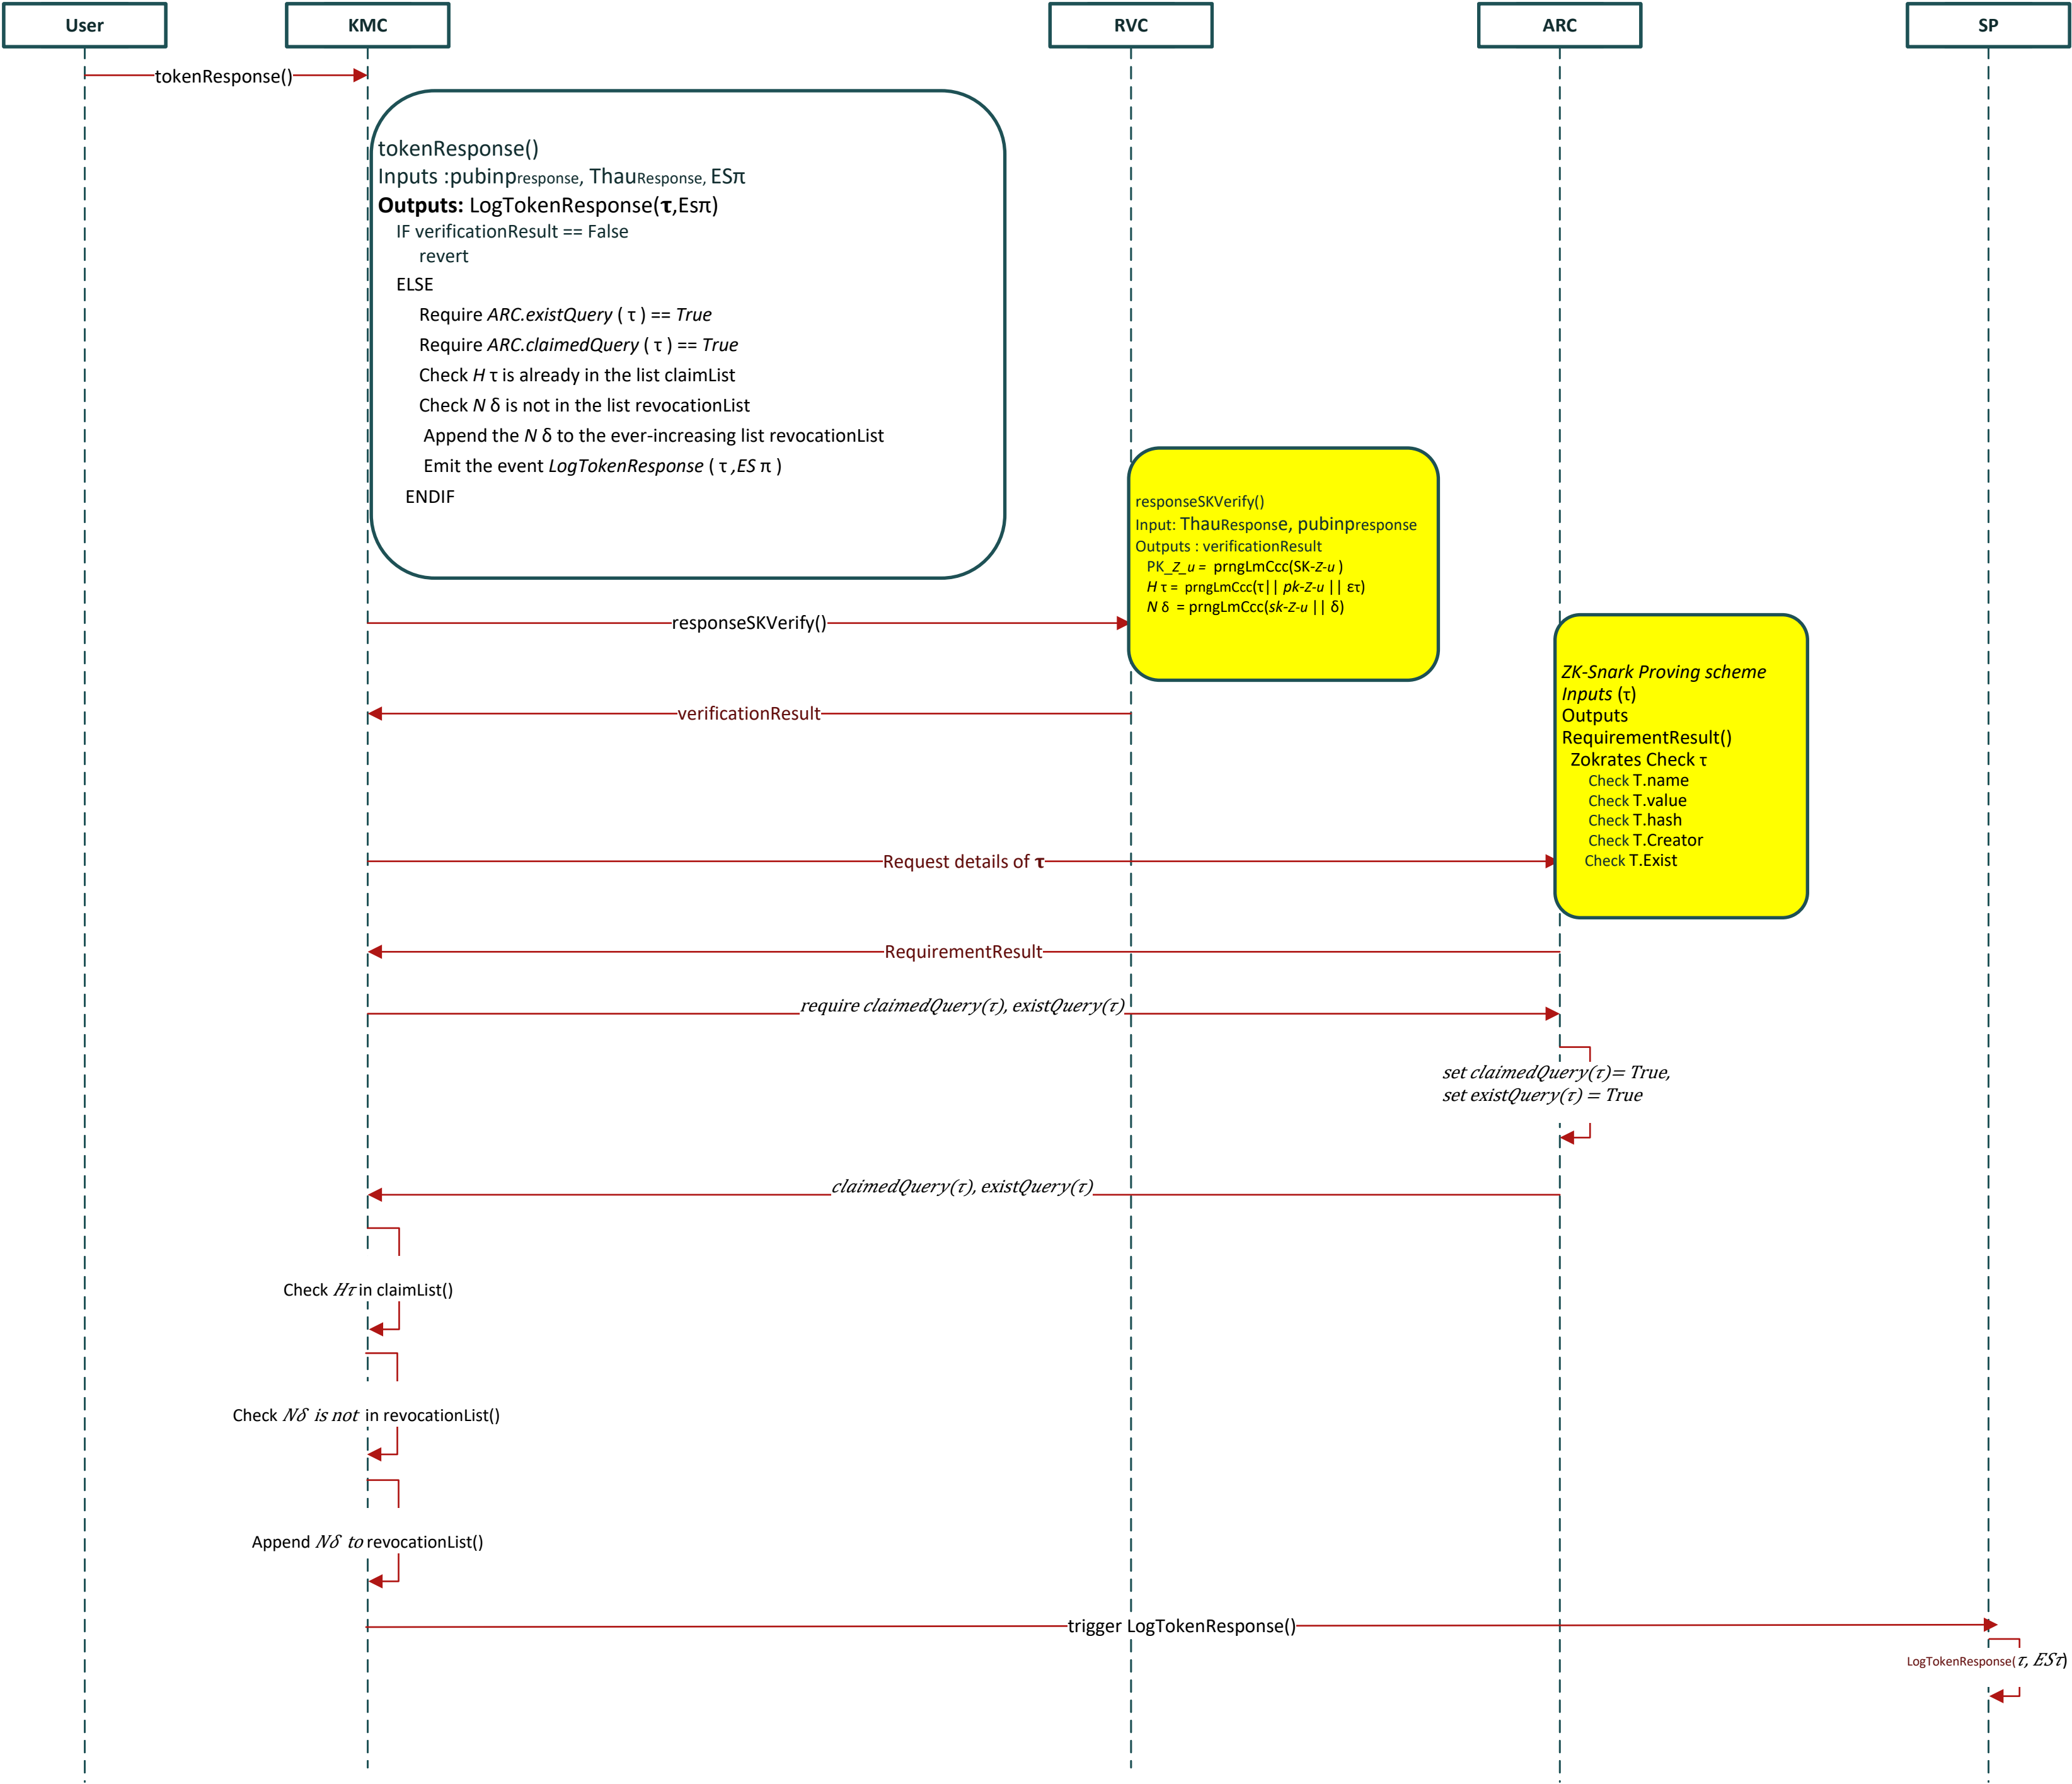 User
KMC
RVC
ARC
SP
tokenResponse()
tokenResponse()
Inputs :pubinpresponse, ThauResponse, ESπ
Outputs: LogTokenResponse(τ,Esπ)
IF verificationResult == False
revert
ELSE
Require ARC.existQuery ( τ ) == True
Require ARC.claimedQuery ( τ ) == True
Check H τ is already in the list claimList
Check N δ is not in the list revocationList
Append the N δ to the ever-increasing list revocationList
Emit the event LogTokenResponse ( τ ,ES π )
ENDIF
responseSKVerify()
Input: ThauResponse, pubinpresponse
Outputs : verificationResult
PK_Z_u = prngLmCcc(SK-Z-u )
H τ = prngLmCcc(τ|| pk-Z-u || ετ)
N δ = prngLmCcc(sk-Z-u || δ)
responseSKVerify()
ZK-Snark Proving scheme
Inputs (τ)
Outputs
RequirementResult()
Zokrates Check τ
Check T.name
Check T.value
Check T.hash
Check T.Creator
Check T.Exist
verificationResult
Request details of τ
RequirementResult
require claimedQuery(τ), existQuery(τ)
set claimedQuery(τ)= True,
set existQuery(τ) = True
claimedQuery(τ), existQuery(τ)
Check Hτ in claimList()
Check Nδ is not in revocationList()
Append Nδ to revocationList()
trigger LogTokenResponse()
LogTokenResponse(τ, ESτ)